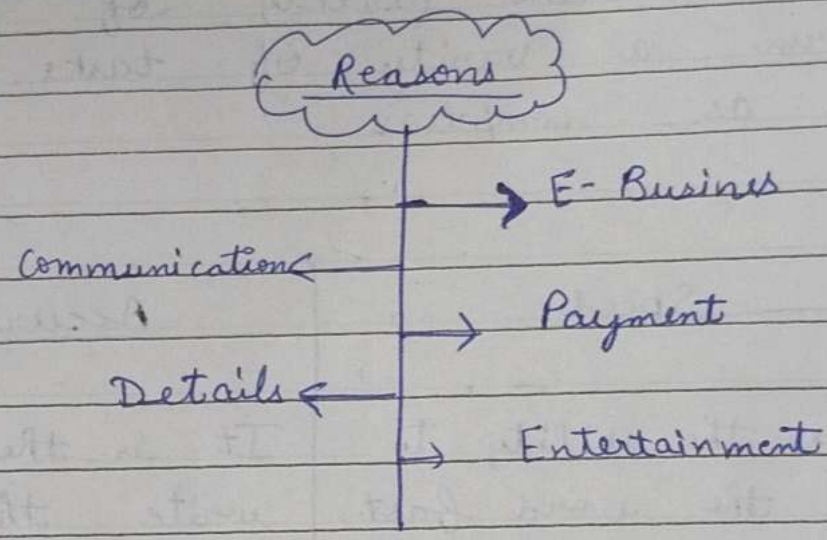 Reasons
E- Busines
Communication
Payment
Details
Entertainment